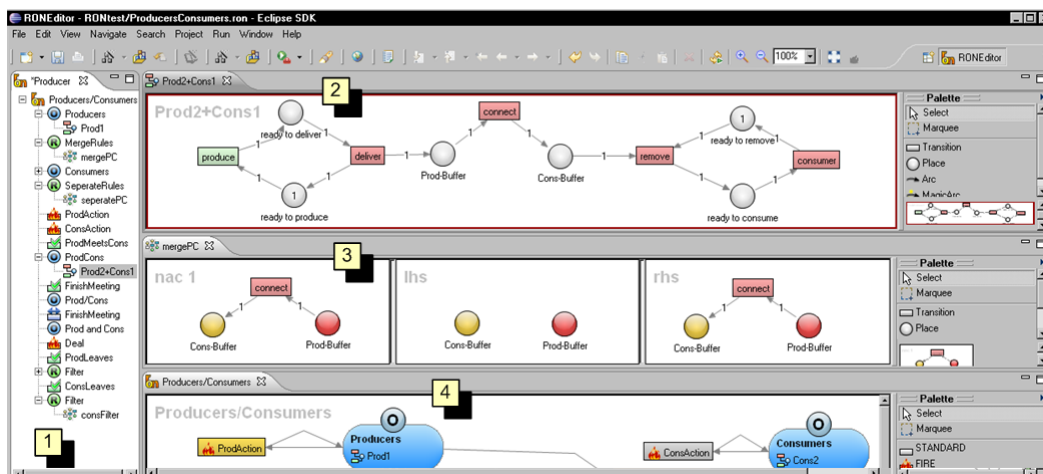 RONEditor - RONtest/ProducersConsumers.ron - Eclipse SDK
File Edit View Navigate Search Project Run Window Help
100%
RONEditor
*Producer
Producers/Consumers
Producers
Prod1
MergeRules
mergePC
Consumers
SeperateRules
seperatePC
ProdAction
ConsAction
ProdMeetsCons
ProdCons
Prod2+Cons1
FinishMeeting
Prod/Cons
FinishMeeting
Prod and Cons
Deal
ProdLeaves
Filter
ConsLeaves
Filter
consFilter
1
Prod2+Cons1
2
Prod2+Cons1
ready to deliver
produce
deliver
1
ready to produce
Prod-Buffer
connect
Cons-Buffer
remove
1
ready to remove
consumer
ready to consume
1
1
1
1
1
1
1
1
1
1
1
1
Palette
Select
Marquee
Transition
Place
Arc
MagicArc
mergePC
3
nac 1
connect
1
1
Cons-Buffer
Prod-Buffer
lhs
Cons-Buffer
Prod-Buffer
rhs
connect
1
1
Cons-Buffer
Prod-Buffer
Palette
Select
Marquee
Transition
Place
Producers/Consumers
4
Producers/Consumers
ProdAction
O
Producers
Prod1
ConsAction
O
Consumers
Cons2
Palette
Select
Marquee
STANDARD
FIRE